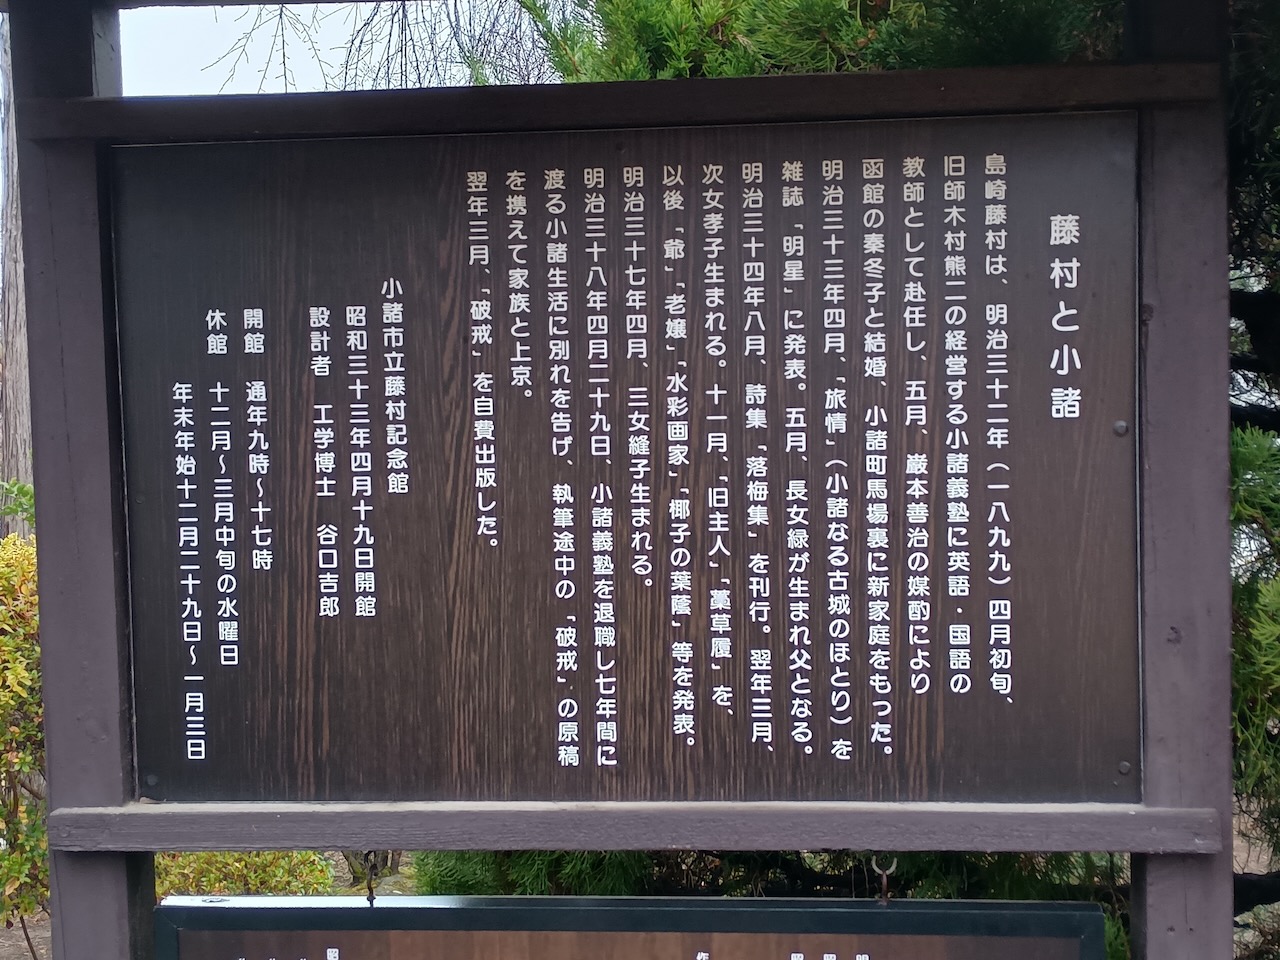 藤村と小諸
島崎藤村は、明治三十二年（一八九九）四月初旬、
旧師木村熊二の経営する小諸義塾に英語・国語の
教師として赴任し、五月、巌本善治の媒酌により
函館の秦冬子と結婚、小諸町馬場裏に新家庭をもった。
明治三十三年四月、「旅情」（小諸なる古城のほとり）を
雑誌「明星」に発表。五月、長女緑が生まれ父となる。
明治三十四年八月、詩集「落梅集」を刊行。翌年三月、
次女孝子生まれる。十一月、「旧主人」「藁草履」を、
以後「爺」「老嬢」「水彩画家」「椰子の葉蔭」等を発表。
明治三十七年四月、三女縫子生まれる。
明治三十八年四月二十九日、小諸義塾を退職し七年間に
渡る小諸生活に別れを告げ、執筆途中の「破戒」の原稿
を携えて家族と上京。
翌年三月、「破戒」を自費出版した。
小諸市立藤村記念館
昭和三十三年四月十九日開館
設計者 工学博士 谷口吉郎
開館 通年九時～十七時
休館 十二月～三月中旬の水曜日
年末年始十二月二十九日～一月三日